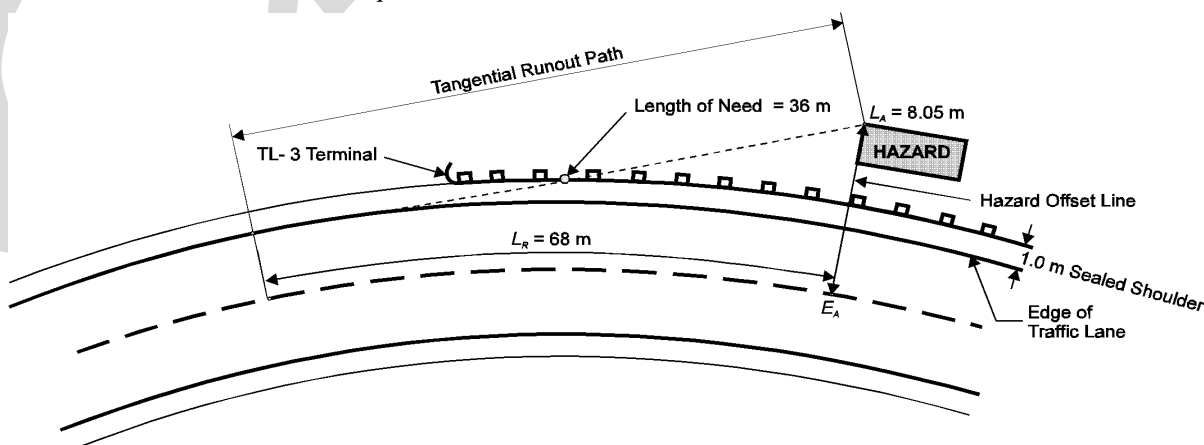 Tangential Runout Path
Length of Need = 36 m
L_A = 8.05 m
TL- 3 Terminal
HAZARD
Hazard Offset Line
L_R = 68 m
1.0 m Sealed Shoulder
E_A
Edge of
Traffic Lane